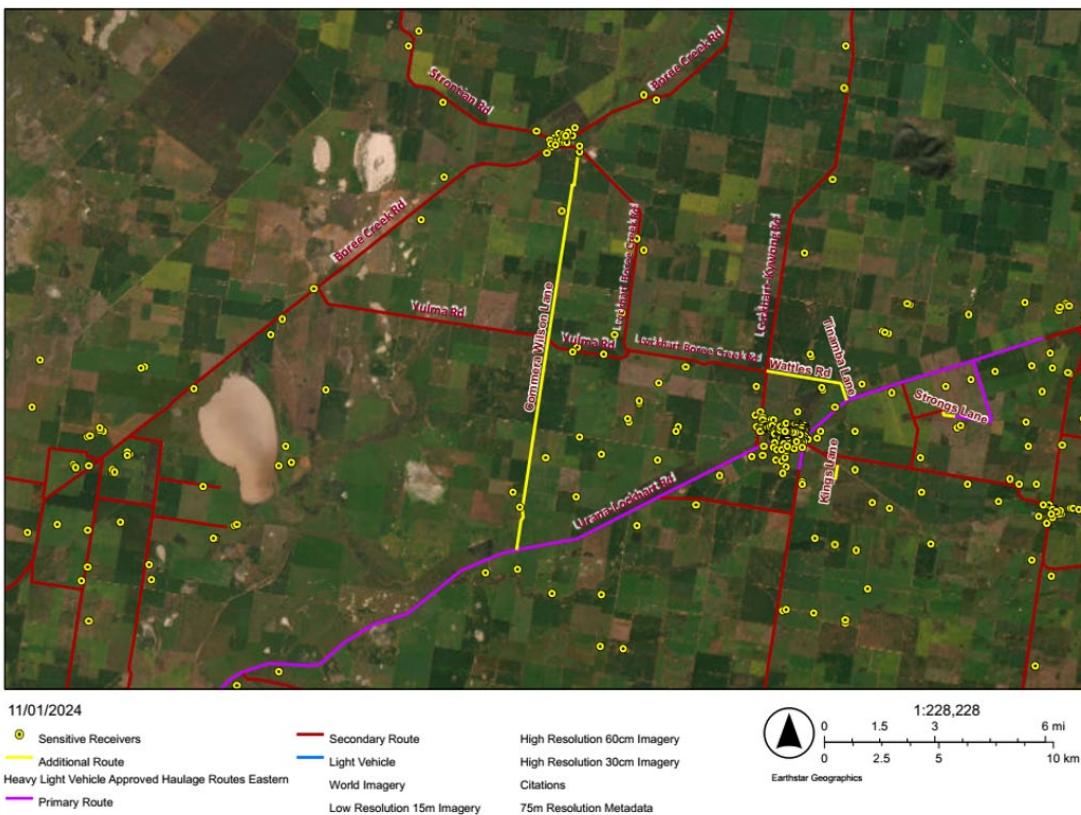 Strontian Rd
Boree Creek Rd
Boree Creek Rd
Lockhart Boree Creek Rd
Lockhart-Kywong Rd
Commera Wilson Lane
Yulma Rd
Yulma Rd
Lockhart Boree Creek Rd
Wattles Rd
Tinamba Lane
Strongs Lane
Kings Lane
Urana-Lockhart Rd
11/01/2024
Sensitive Receivers
Additional Route
Heavy Light Vehicle Approved Haulage Routes Eastern
Primary Route
Secondary Route
Light Vehicle
World Imagery
Low Resolution 15m Imagery
High Resolution 60cm Imagery
High Resolution 30cm Imagery
Citations
75m Resolution Metadata
1:228,228
0 1.5 3 6 mi
0 2.5 5 10 km
Earthstar Geographics